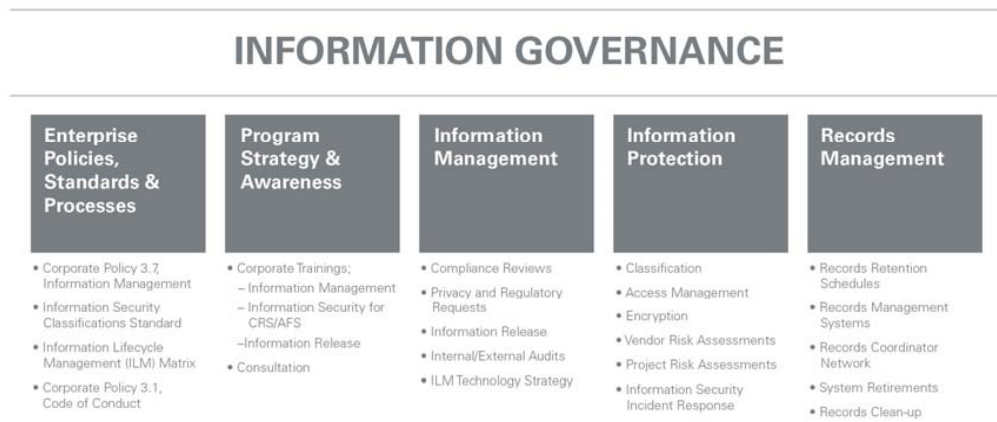 INFORMATION GOVERNANCE
Enterprise
Policies,
Standards &
Processes
• Corporate Policy 3.7,
Information Management
• Information Security
Classifications Standard
• Information Lifecycle
Management (ILM) Matrix
• Corporate Policy 3.1,
Code of Conduct
Program
Strategy &
Awareness
• Corporate Trainings;
– Information Management
– Information Security for
CRS/AFS
–Information Release
• Consultation
Information
Management
• Compliance Reviews
• Privacy and Regulatory
Requests
• Information Release
• Internal/External Audits
• ILM Technology Strategy
Information
Protection
• Classification
• Access Management
• Encryption
• Vendor Risk Assessments
• Project Risk Assessments
• Information Security
Incident Response
Records
Management
• Records Retention
Schedules
• Records Management
Systems
• Records Coordinator
Network
• System Retirements
• Records Clean-up